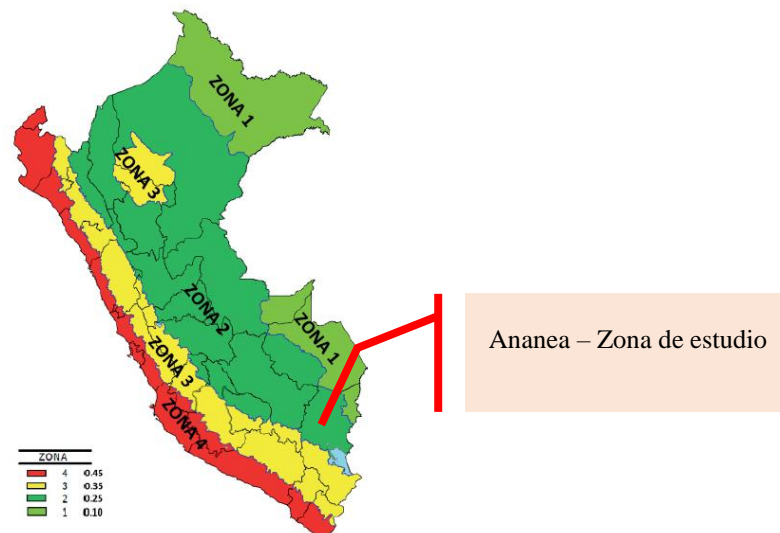 ZONA 1
ZONA 3
ZONA 2
ZONA 1
ZONA 3
ZONA 4
Ananea – Zona de estudio
ZONA
4 0.45
3 0.35
2 0.25
1 0.10